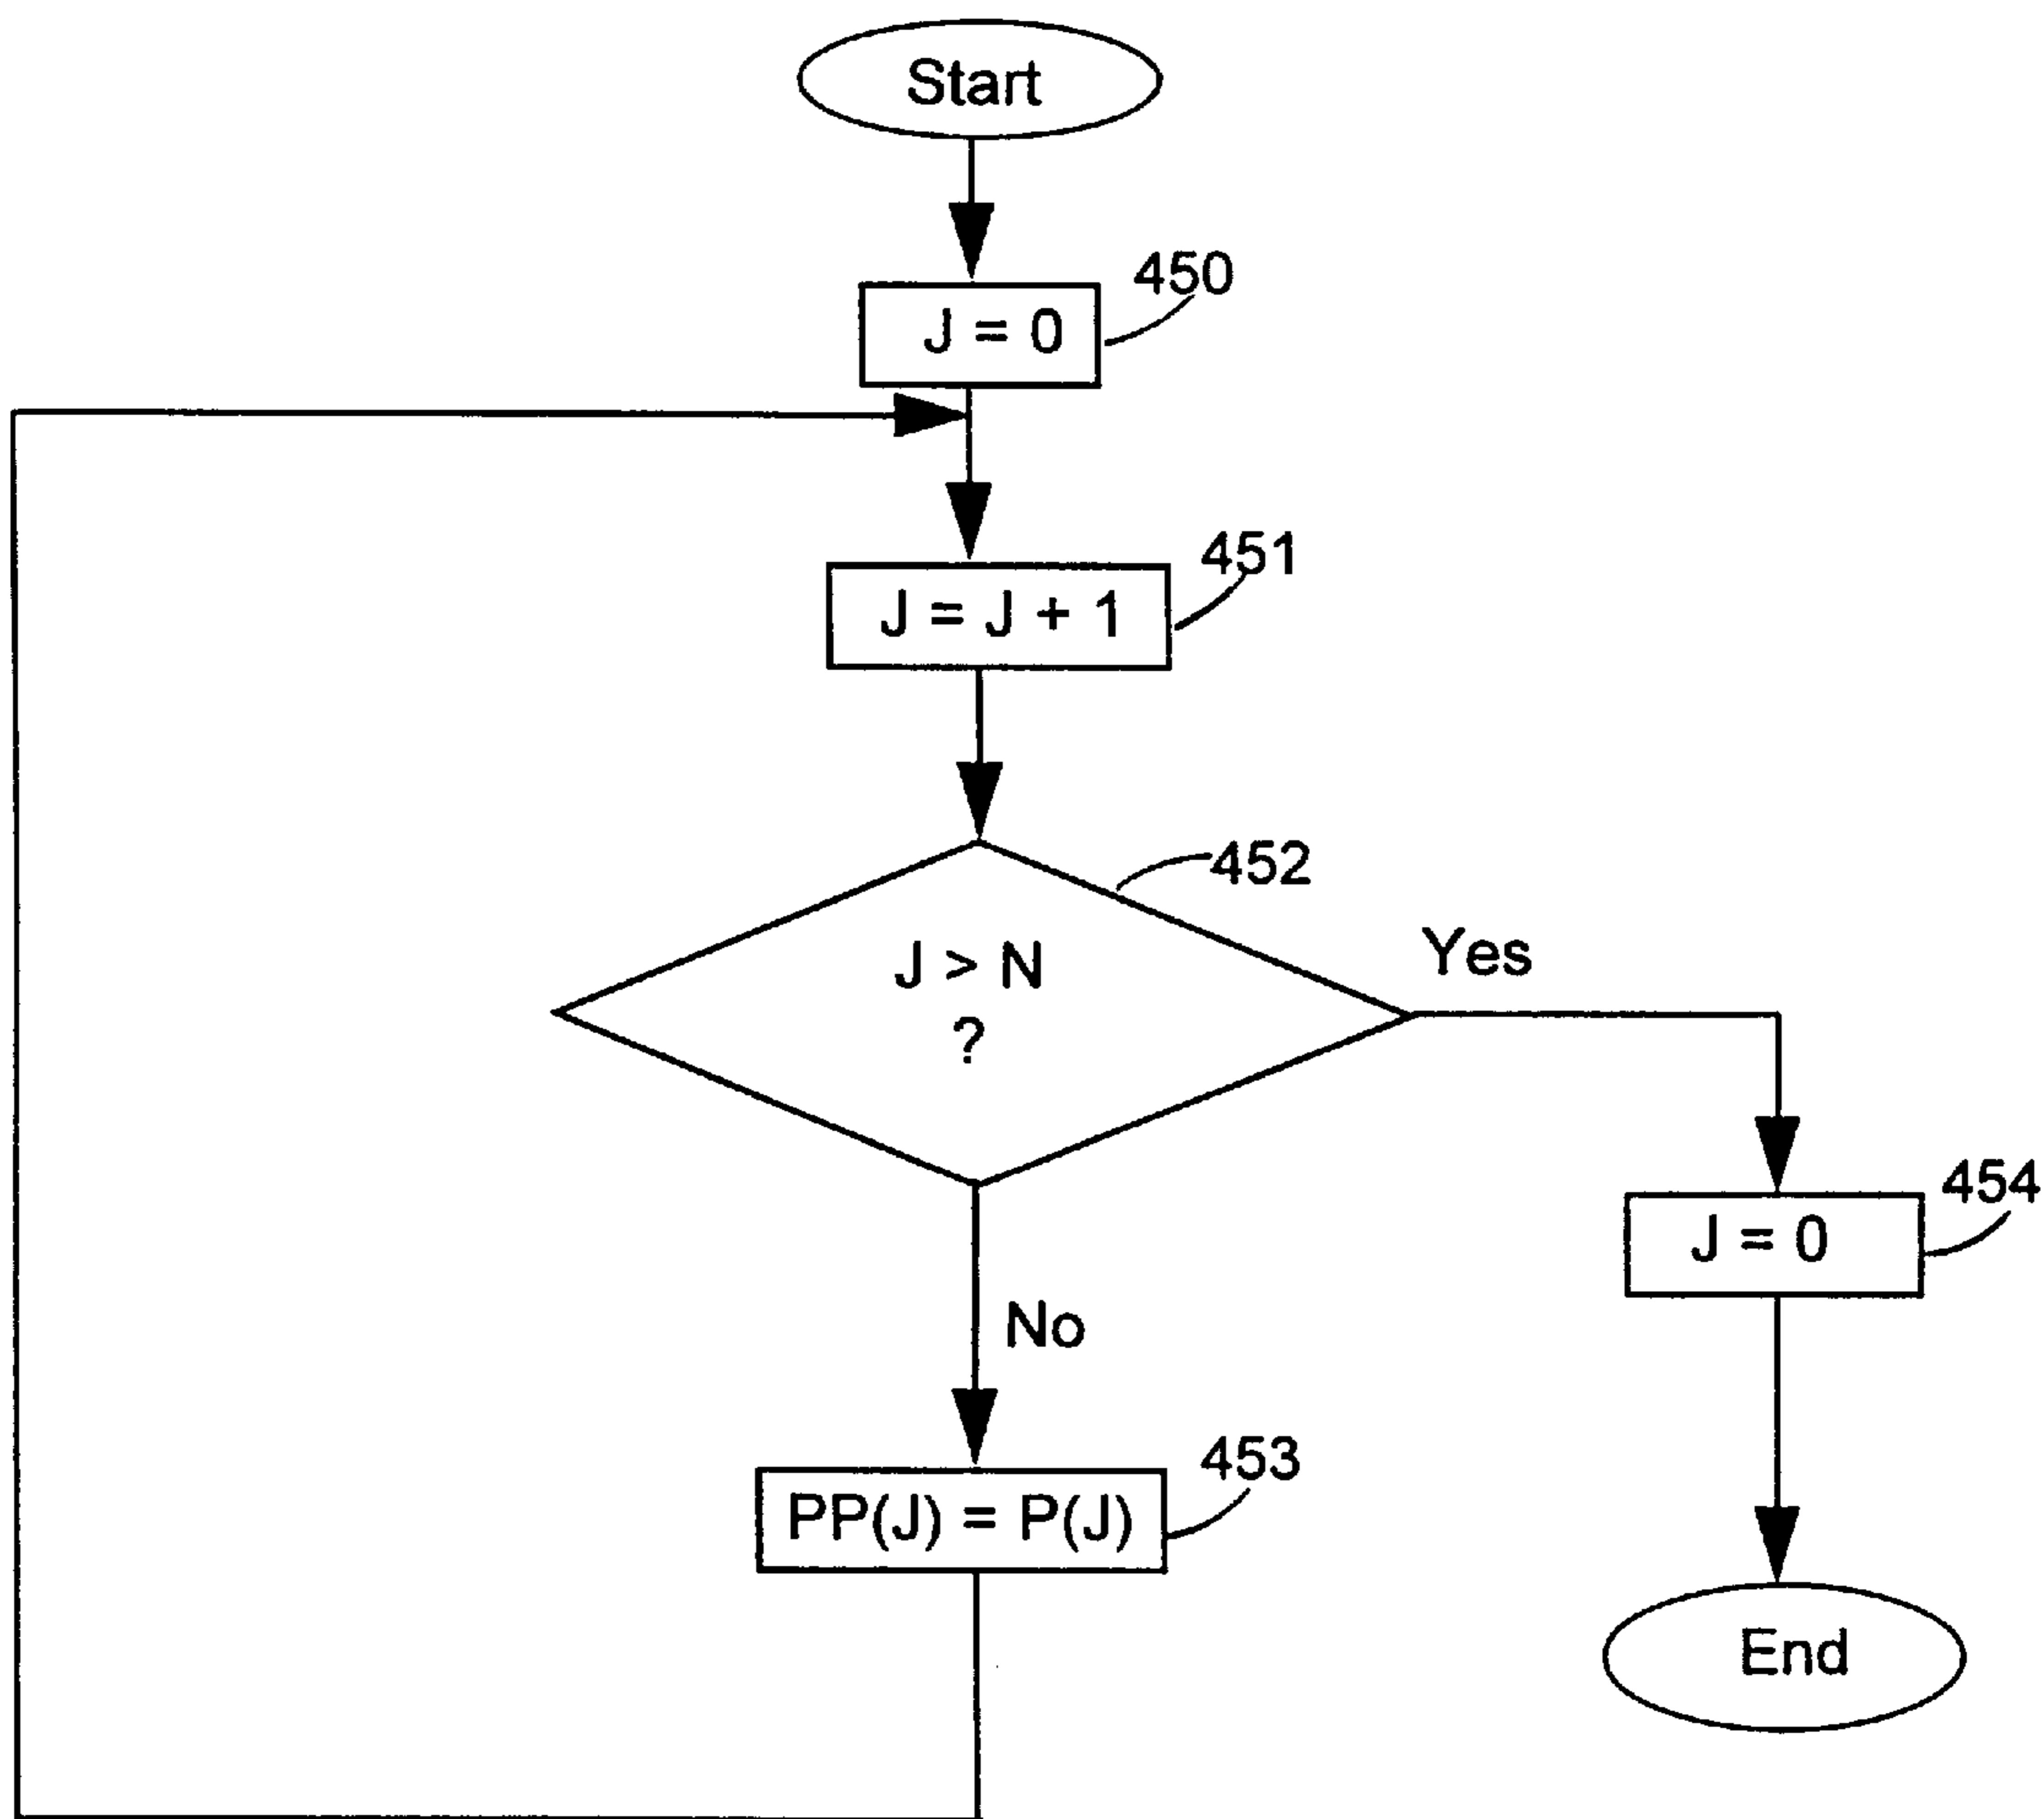 Start
450
J = 0
451
J = J + 1
452
J > N
?
Yes
454
J = 0
No
453
PP(J) = P(J)
End